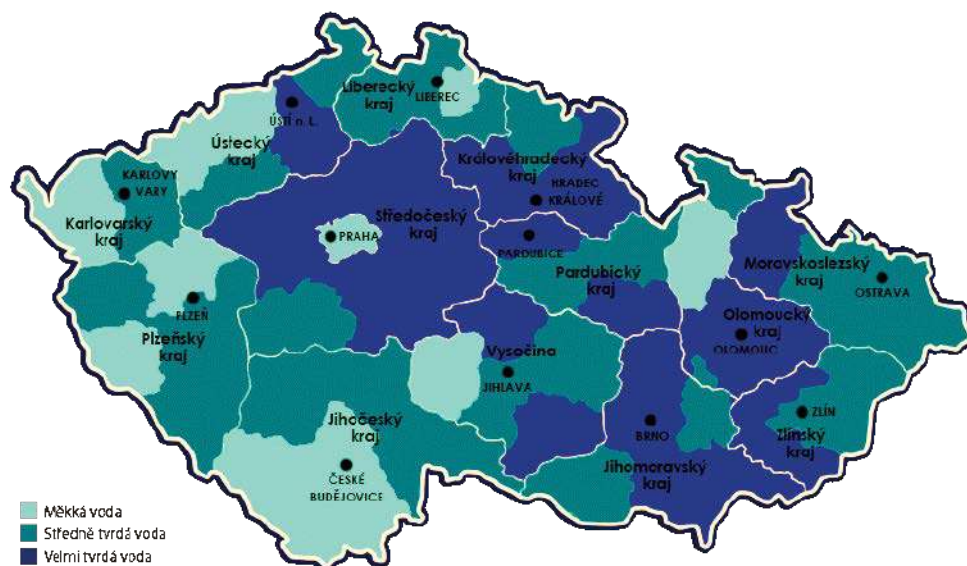 Liberecký
kraj
LIBEREC
ÚSTÍ n. L.
Ústecký
kraj
KARLOVY
VARY
Karlovarský
kraj
Královéhradecký
kraj
HRADEC
KRÁLOVÉ
Středočeský
kraj
PRAHA
PARDUBICE
Pardubický
kraj
Moravskoslezský
kraj
OSTRAVA
PLZEŇ
Plzeňský
kraj
Olomoucký
kraj
OLOMOUC
Vysočina
JIHLAVA
Jihočeský
kraj
ČESKÉ
BUDĚJOVICE
BRNO
Jihomoravský
kraj
ZLÍN
Zlínský
kraj
Měkká voda
Středně tvrdá voda
Velmi tvrdá voda